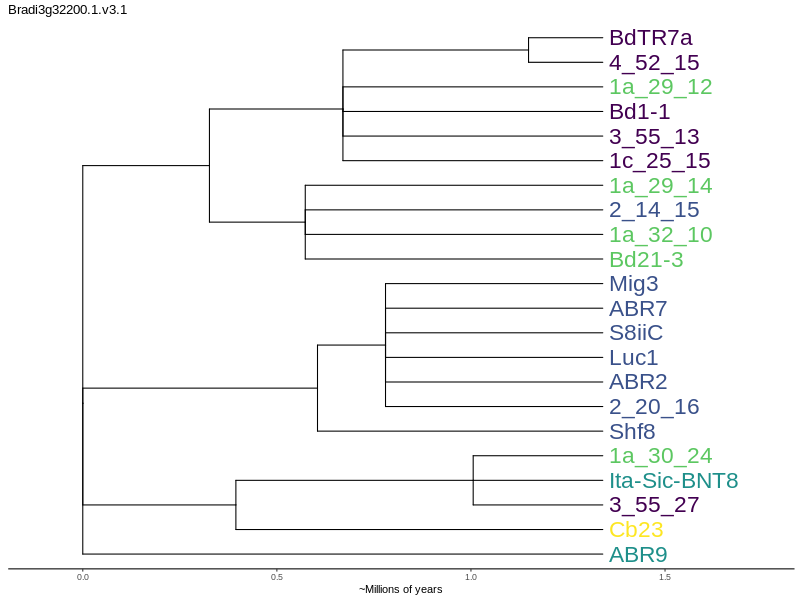 Bradi3g32200.1.v3.1
BdTR7a
4_52_15
1a_29_12
Bd1-1
3_55_13
1c_25_15
1a_29_14
2_14_15
1a_32_10
Bd21-3
Mig3
ABR7
S8iiC
Luc1
ABR2
2_20_16
Shf8
1a_30_24
Ita-Sic-BNT8
3_55_27
Cb23
ABR9
0.0 0.5 1.0 1.5
~Millions of years